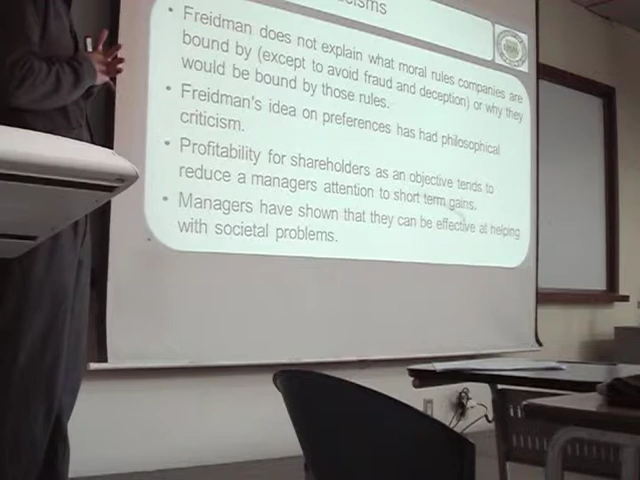 • Freidman does not explain what moral rules companies are
bound by (except to avoid fraud and deception) or why they
would be bound by those rules.
• Freidman's idea on preferences has had philosophical
criticism.
• Profitability for shareholders as an objective tends to
reduce a managers attention to short term gains.
• Managers have shown that they can be effective at helping
with societal problems.